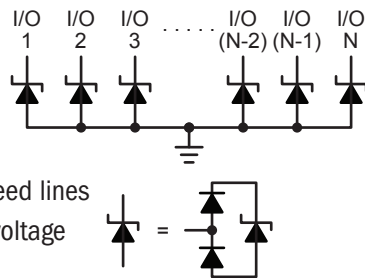 I/O I/O I/O I/O I/O I/O
1 2 3 ..... (N-2) (N-1) N
eed lines
oltage =